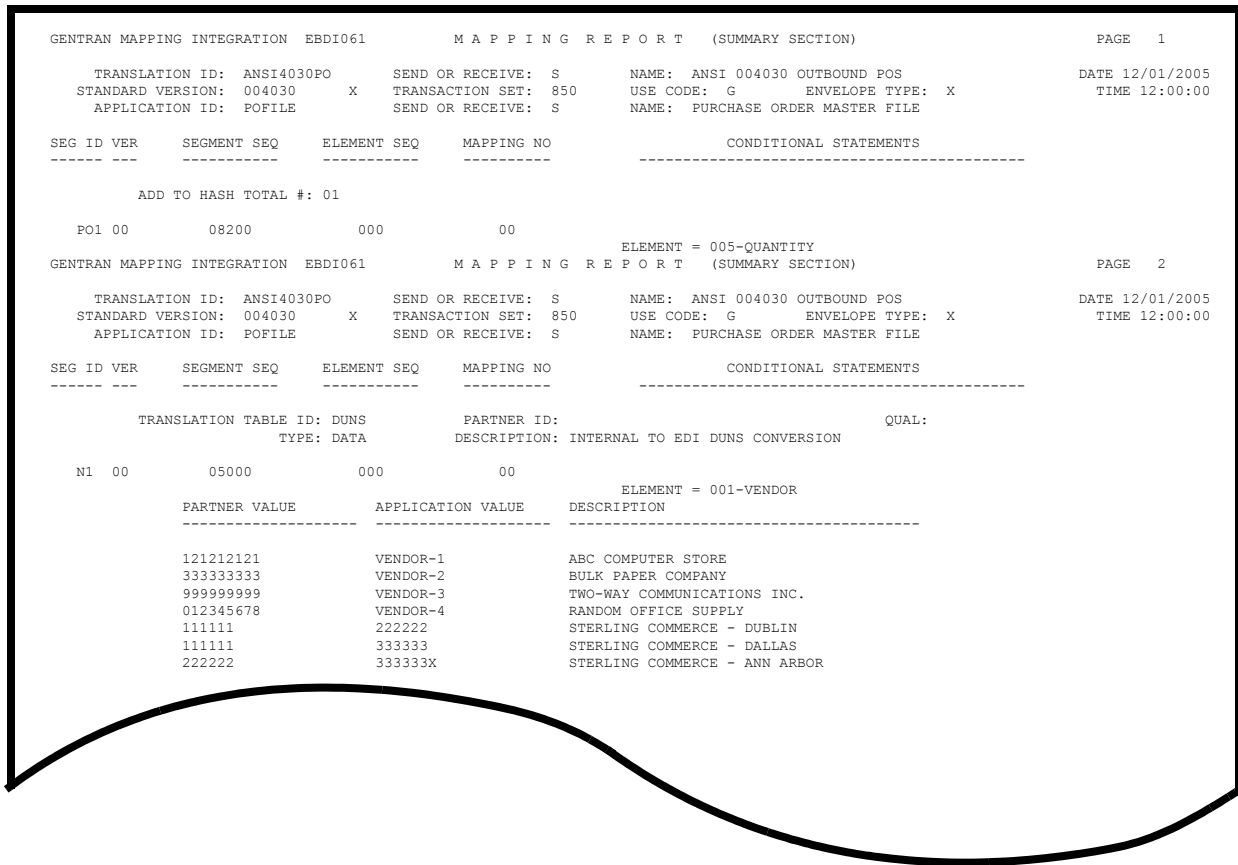 GENTRAN MAPPING INTEGRATION EBDI061 M A P P I N G R E P O R T (SUMMARY SECTION) PAGE 1
TRANSLATION ID: ANSI4030PO SEND OR RECEIVE: S NAME: ANSI 004030 OUTBOUND POS DATE 12/01/2005
STANDARD VERSION: 004030 X TRANSACTION SET: 850 USE CODE: G ENVELOPE TYPE: X TIME 12:00:00
APPLICATION ID: POFILE SEND OR RECEIVE: S NAME: PURCHASE ORDER MASTER FILE
SEG ID VER SEGMENT SEQ ELEMENT SEQ MAPPING NO CONDITIONAL STATEMENTS
------ --- ----------- ----------- ---------- --------------------------------------------
ADD TO HASH TOTAL #: 01
PO1 00 08200 000 00
ELEMENT = 005-QUANTITY
GENTRAN MAPPING INTEGRATION EBDI061 M A P P I N G R E P O R T (SUMMARY SECTION) PAGE 2
TRANSLATION ID: ANSI4030PO SEND OR RECEIVE: S NAME: ANSI 004030 OUTBOUND POS DATE 12/01/2005
STANDARD VERSION: 004030 X TRANSACTION SET: 850 USE CODE: G ENVELOPE TYPE: X TIME 12:00:00
APPLICATION ID: POFILE SEND OR RECEIVE: S NAME: PURCHASE ORDER MASTER FILE
SEG ID VER SEGMENT SEQ ELEMENT SEQ MAPPING NO CONDITIONAL STATEMENTS
------ --- ----------- ----------- ---------- --------------------------------------------
TRANSLATION TABLE ID: DUNS PARTNER ID: QUAL:
TYPE: DATA DESCRIPTION: INTERNAL TO EDI DUNS CONVERSION
N1 00 05000 000 00
ELEMENT = 001-VENDOR
PARTNER VALUE APPLICATION VALUE DESCRIPTION
-------------------- -------------------- ----------------------------------------
121212121 VENDOR-1 ABC COMPUTER STORE
333333333 VENDOR-2 BULK PAPER COMPANY
999999999 VENDOR-3 TWO-WAY COMMUNICATIONS INC.
012345678 VENDOR-4 RANDOM OFFICE SUPPLY
111111 222222 STERLING COMMERCE - DUBLIN
111111 333333 STERLING COMMERCE - DALLAS
222222 333333X STERLING COMMERCE - ANN ARBOR